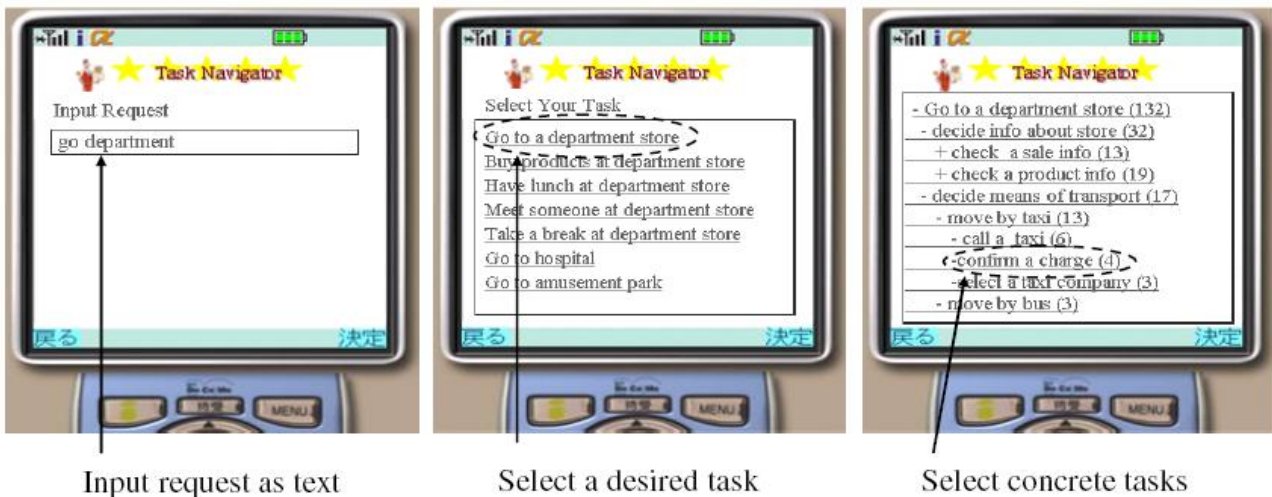 Task Navigator
Input Request
go department
戻る
決定
MENU
Input request as text
Task Navigator
Select Your Task
Go to a department store
Buy products at department store
Have lunch at department store
Meet someone at department store
Take a break at department store
Go to hospital
Go to amusement park
戻る
決定
MENU
Select a desired task
Task Navigator
- Go to a department store (132)
- decide info about store (32)
+ check a sale info (13)
+ check a product info (19)
- decide means of transport (17)
- move by taxi (13)
- call a taxi (6)
-confirm a charge (4)
-select a taxi company (3)
- move by bus (3)
戻る
決定
MENU
Select concrete tasks